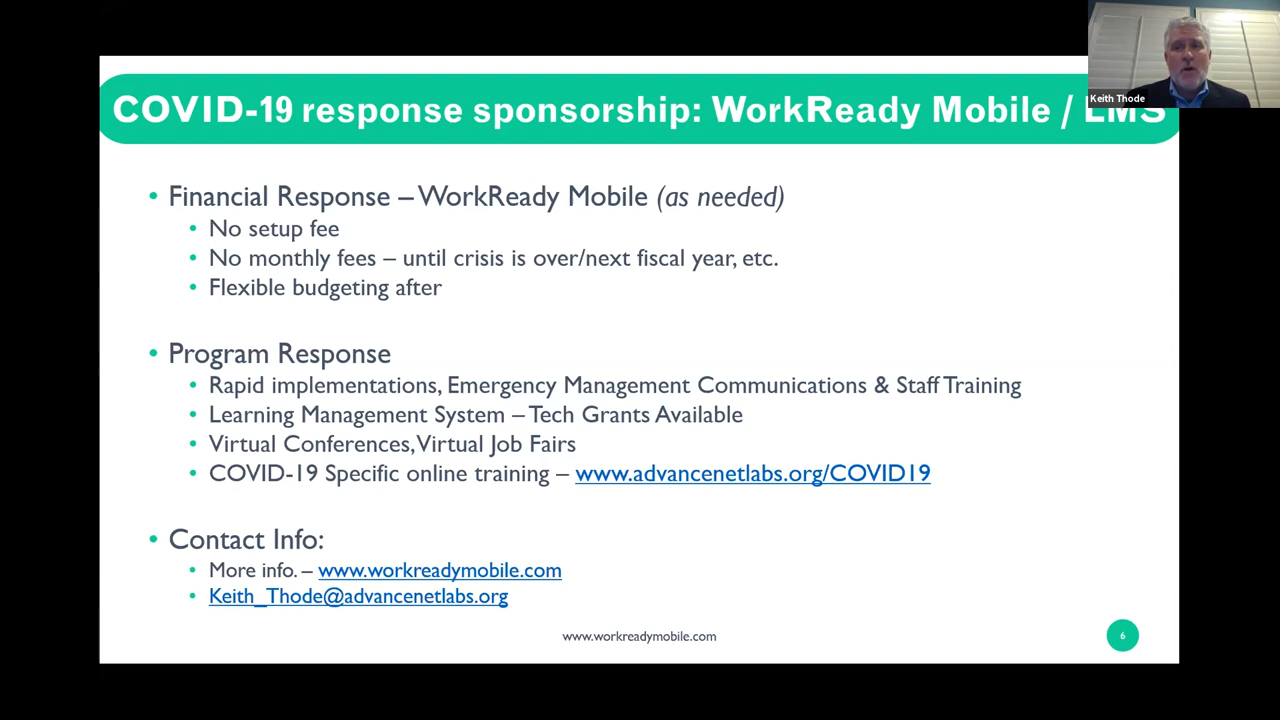 Keith Thode
COVID-19 response sponsorship: WorkReady Mobile / LMS
• Financial Response – WorkReady Mobile (as needed)
• No setup fee
• No monthly fees – until crisis is over/next fiscal year, etc.
• Flexible budgeting after
• Program Response
• Rapid implementations, Emergency Management Communications & Staff Training
• Learning Management System – Tech Grants Available
• Virtual Conferences, Virtual Job Fairs
• COVID-19 Specific online training – www.advancenetlabs.org/COVID19
• Contact Info:
• More info. – www.workreadymobile.com
• Keith_Thode@advancenetlabs.org
www.workreadymobile.com
6